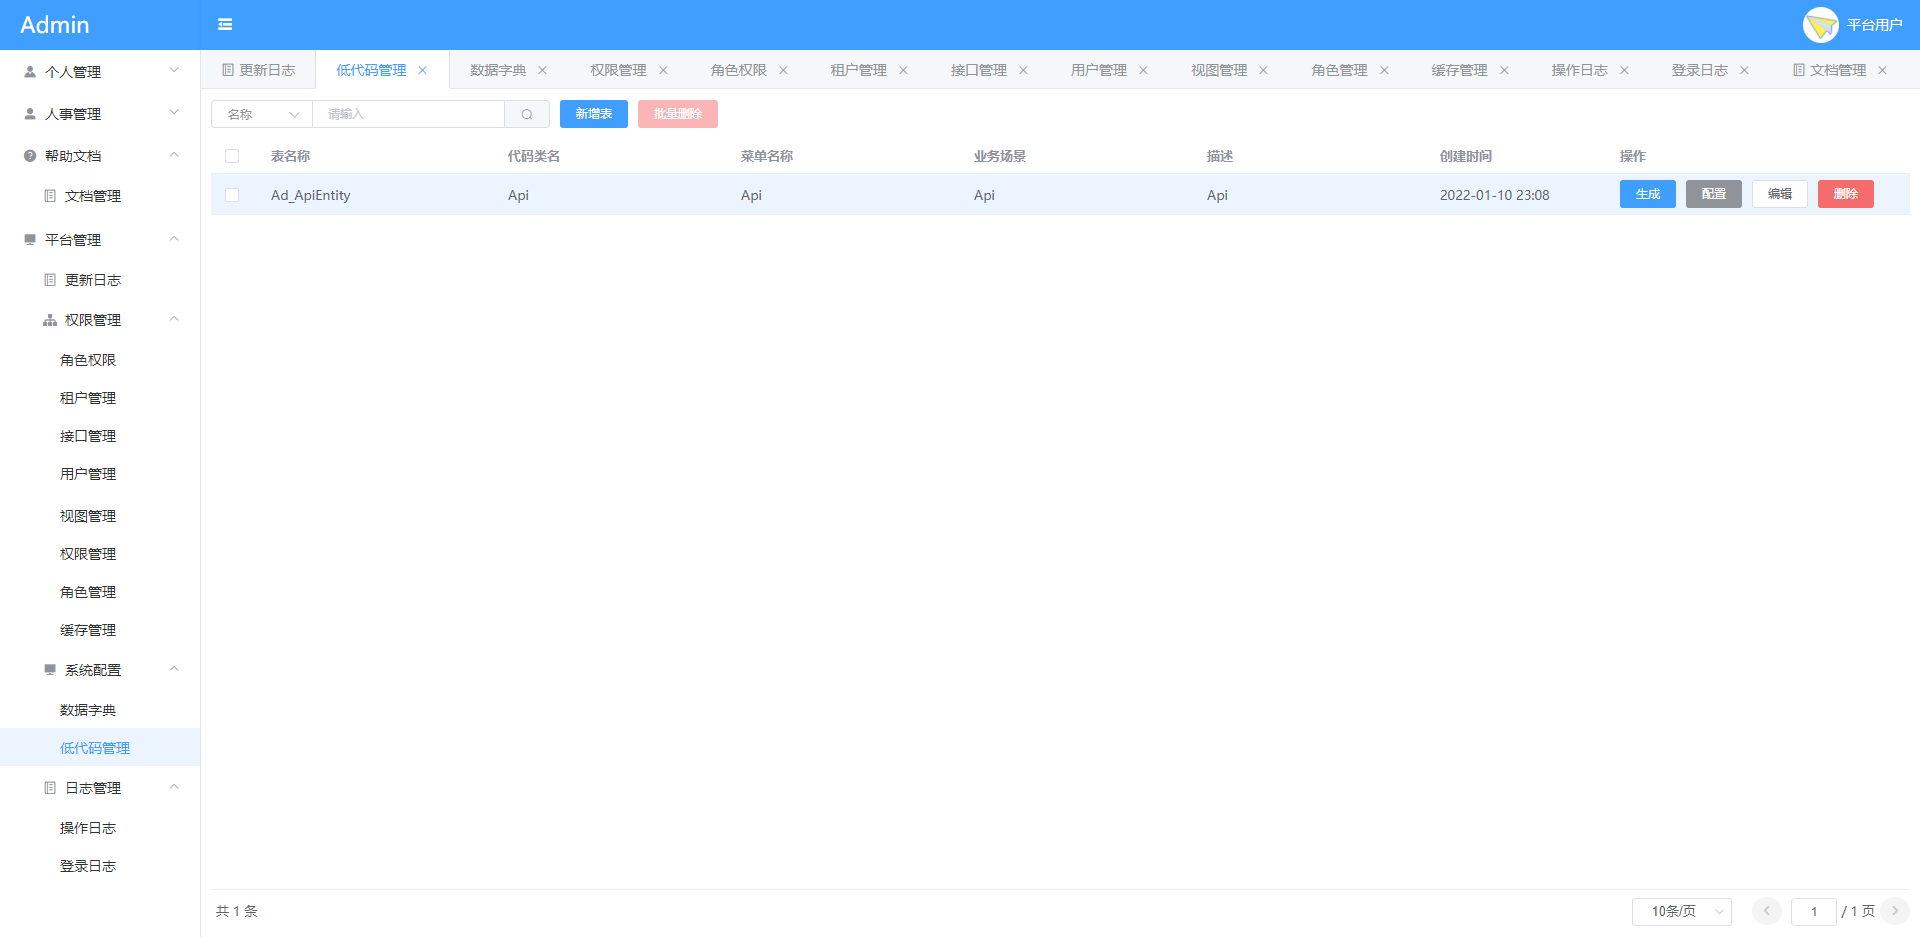 Admin
平台用户
个人管理
人事管理
帮助文档
文档管理
平台管理
更新日志
权限管理
角色权限
租户管理
接口管理
用户管理
视图管理
权限管理
角色管理
缓存管理
系统配置
数据字典
低代码管理
日志管理
操作日志
登录日志
更新日志 低代码管理 数据字典 权限管理 角色权限 租户管理 接口管理 用户管理 视图管理 角色管理 缓存管理 操作日志 登录日志 文档管理
名称 请输入 新增表 批量删除
表名称 代码类名 菜单名称 业务场景 描述 创建时间 操作
Ad_ApiEntity Api Api Api Api 2022-01-10 23:08 生成 配置 编辑 删除
共 1 条 10条/页 1 / 1 页